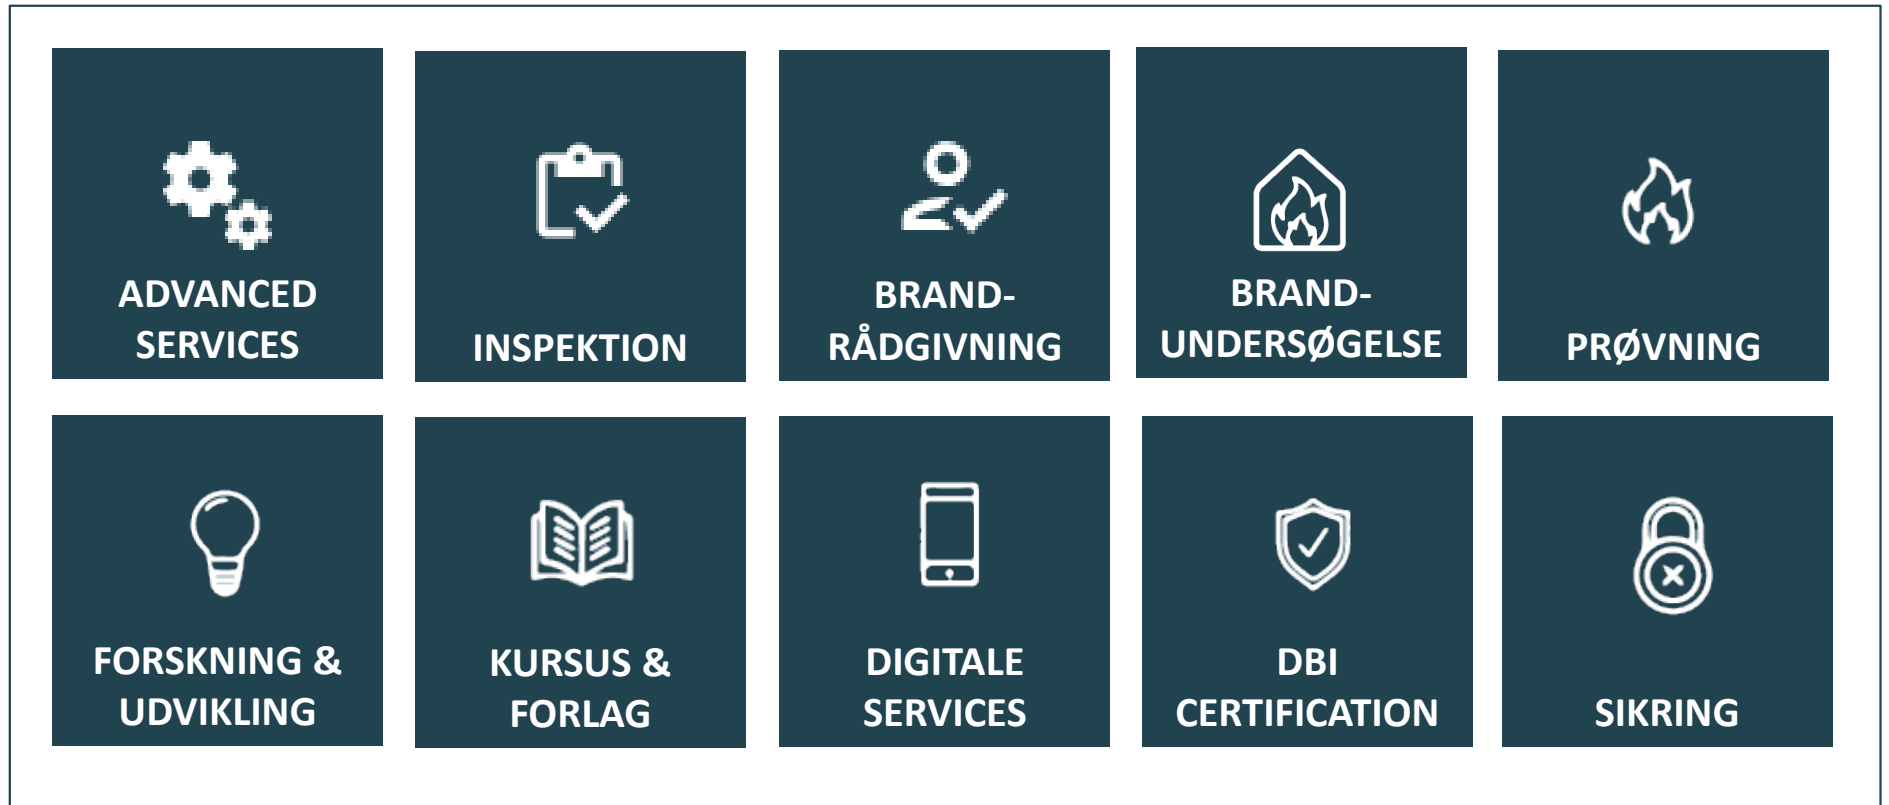 ADVANCED
SERVICES
INSPEKTION
BRAND-
RÅDGIVNING
BRAND-
UNDERSØGELSE
PRØVNING
FORSKNING &
UDVIKLING
KURSUS &
FORLAG
DIGITALE
SERVICES
DBI
CERTIFICATION
SIKRING